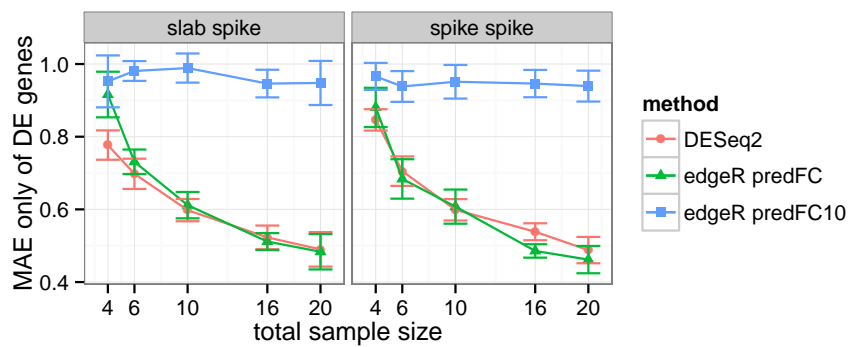 slab spike
spike spike
MAE only of DE genes
1.0
0.8
0.6
0.4
4 6 10 16 20
4 6 10 16 20
total sample size
method
DESeq2
edgeR predFC
edgeR predFC10